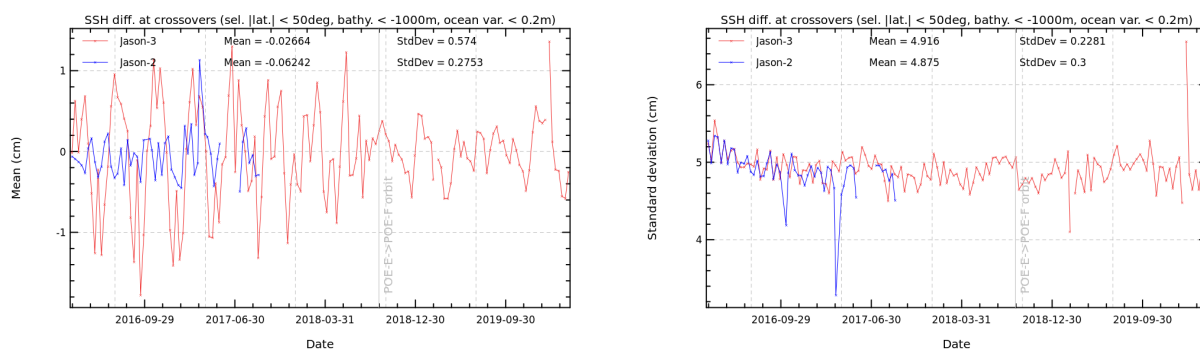 SSH diff. at crossovers (sel. |lat.| < 50deg, bathy. < -1000m, ocean var. < 0.2m)
Jason-3 Mean = -0.02664 StdDev = 0.574
Jason-2 Mean = -0.06242 StdDev = 0.2753
1
0
-1
Mean (cm)
POE-E->POE-F orbit
2016-09-29 2017-06-30 2018-03-31 2018-12-30 2019-09-30
Date
SSH diff. at crossovers (sel. |lat.| < 50deg, bathy. < -1000m, ocean var. < 0.2m)
Jason-3 Mean = 4.916 StdDev = 0.2281
Jason-2 Mean = 4.875 StdDev = 0.3
6
5
4
Standard deviation (cm)
POE-E->POE-F orbit
2016-09-29 2017-06-30 2018-03-31 2018-12-30 2019-09-30
Date